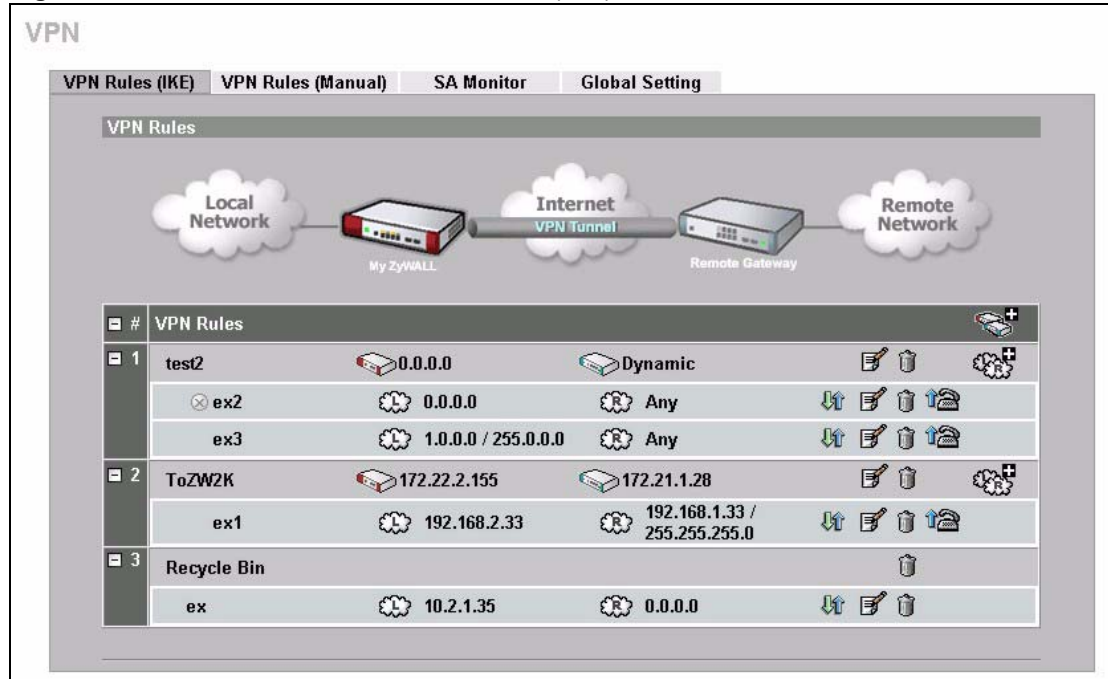 VPN
VPN Rules (IKE) VPN Rules (Manual) SA Monitor Global Setting
VPN Rules
Local
Network
Internet
VPN Tunnel
Remote
Network
My ZyWALL
Remote Gateway
# VPN Rules
1 test2 0.0.0.0 Dynamic
ex2 L 0.0.0.0 R Any
ex3 L 1.0.0.0 / 255.0.0.0 R Any
2 ToZW2K 172.22.2.155 172.21.1.28
ex1 L 192.168.2.33 R 192.168.1.33 /
255.255.255.0
3 Recycle Bin
ex L 10.2.1.35 R 0.0.0.0